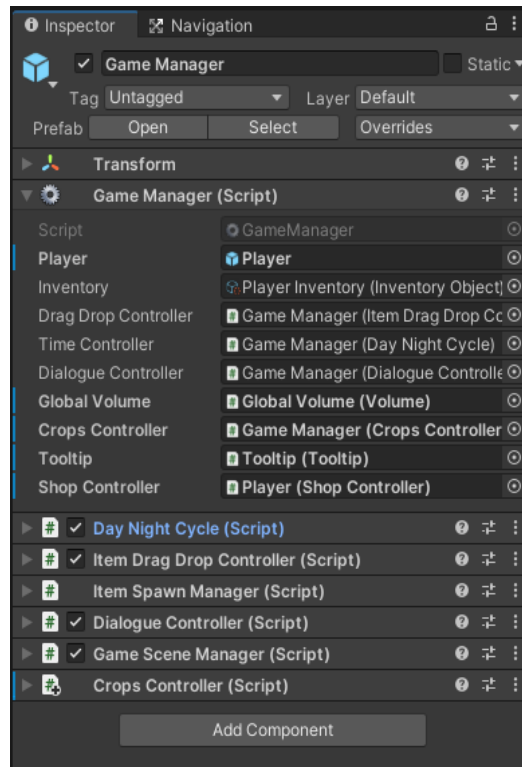 Inspector Navigation
Game Manager Static
Tag Untagged Layer Default
Prefab Open Select Overrides
Transform
Game Manager (Script)
Script GameManager
Player Player
Inventory Player Inventory (Inventory Object)
Drag Drop Controller Game Manager (Item Drag Drop Cc
Time Controller Game Manager (Day Night Cycle)
Dialogue Controller Game Manager (Dialogue Controlle
Global Volume Global Volume (Volume)
Crops Controller Game Manager (Crops Controller
Tooltip Tooltip (Tooltip)
Shop Controller Player (Shop Controller)
# Day Night Cycle (Script)
# Item Drag Drop Controller (Script)
# Item Spawn Manager (Script)
# Dialogue Controller (Script)
# Game Scene Manager (Script)
# Crops Controller (Script)
Add Component